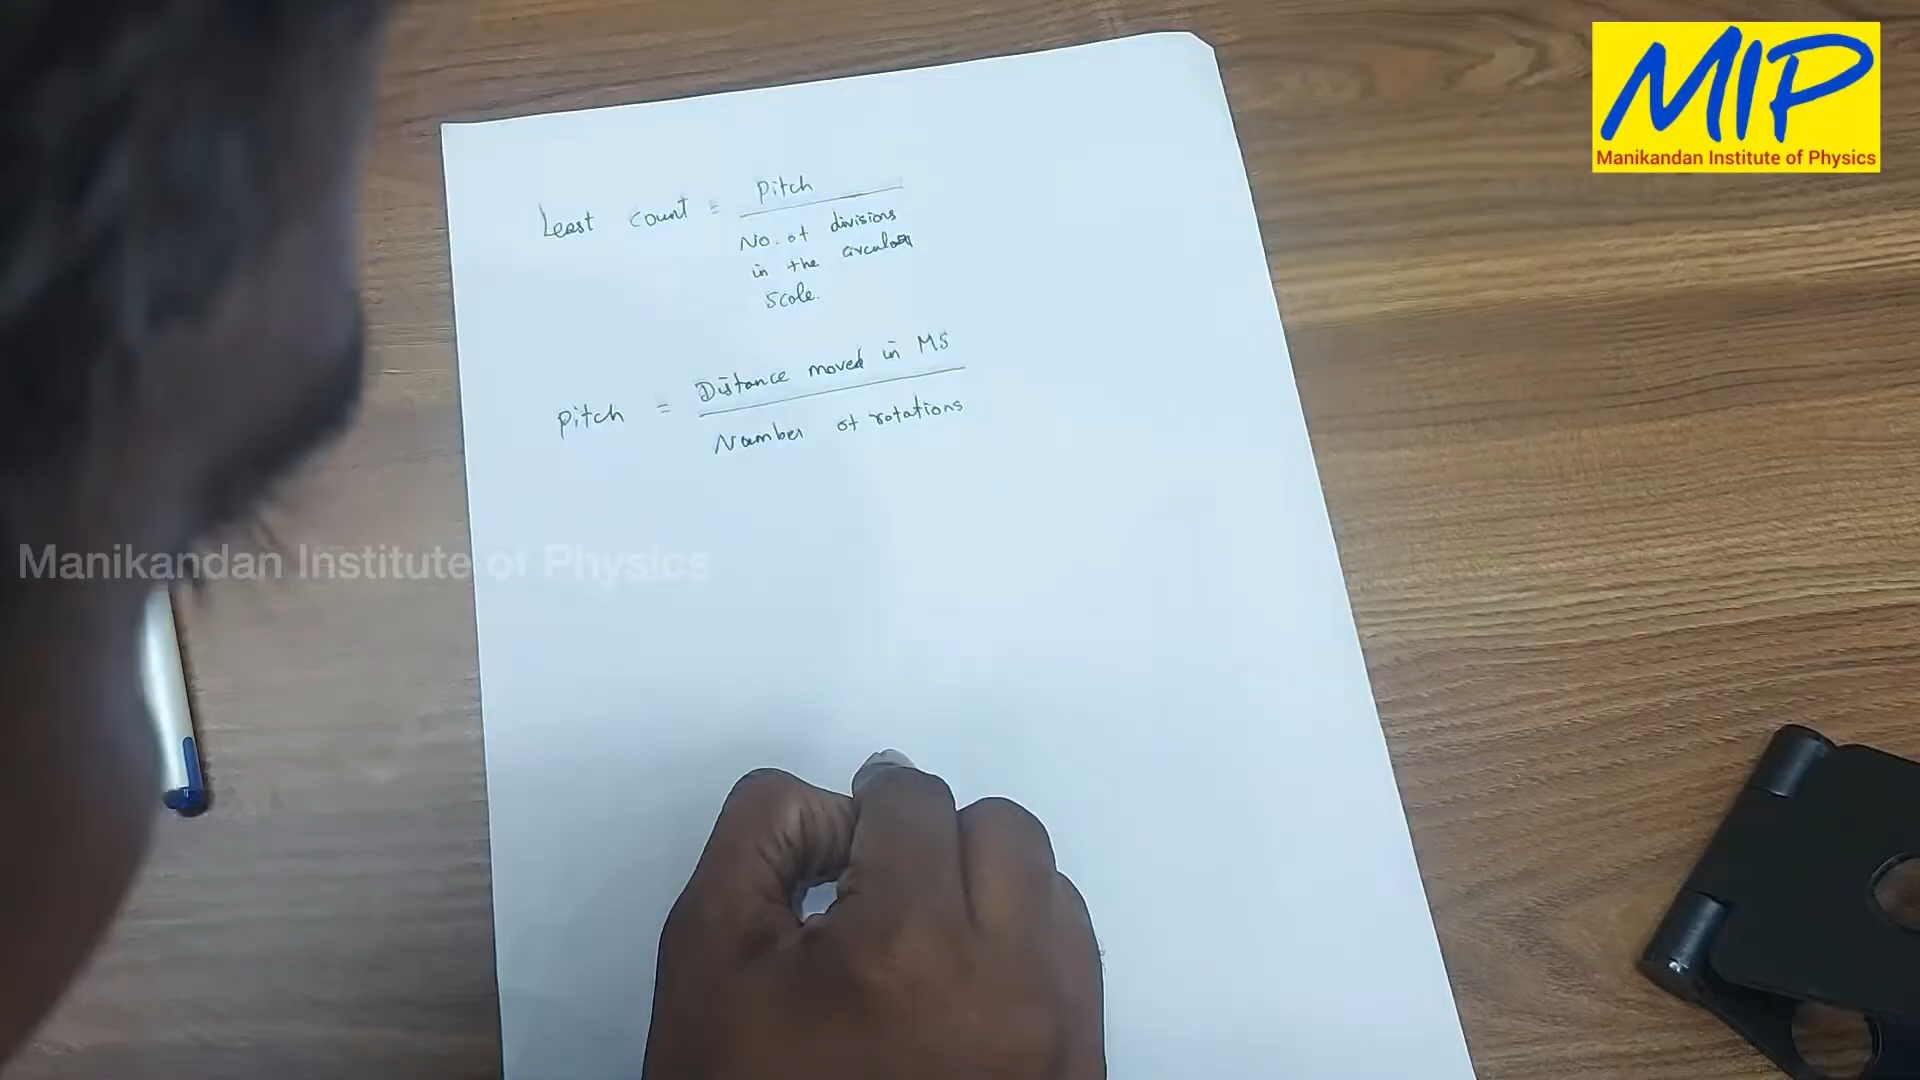 MIP
Manikandan Institute of Physics
Least count = Pitch
No. of divisions
in the circular
Scale.
Pitch = Distance moved in MS
Number of rotations
Manikandan Institute of Physics